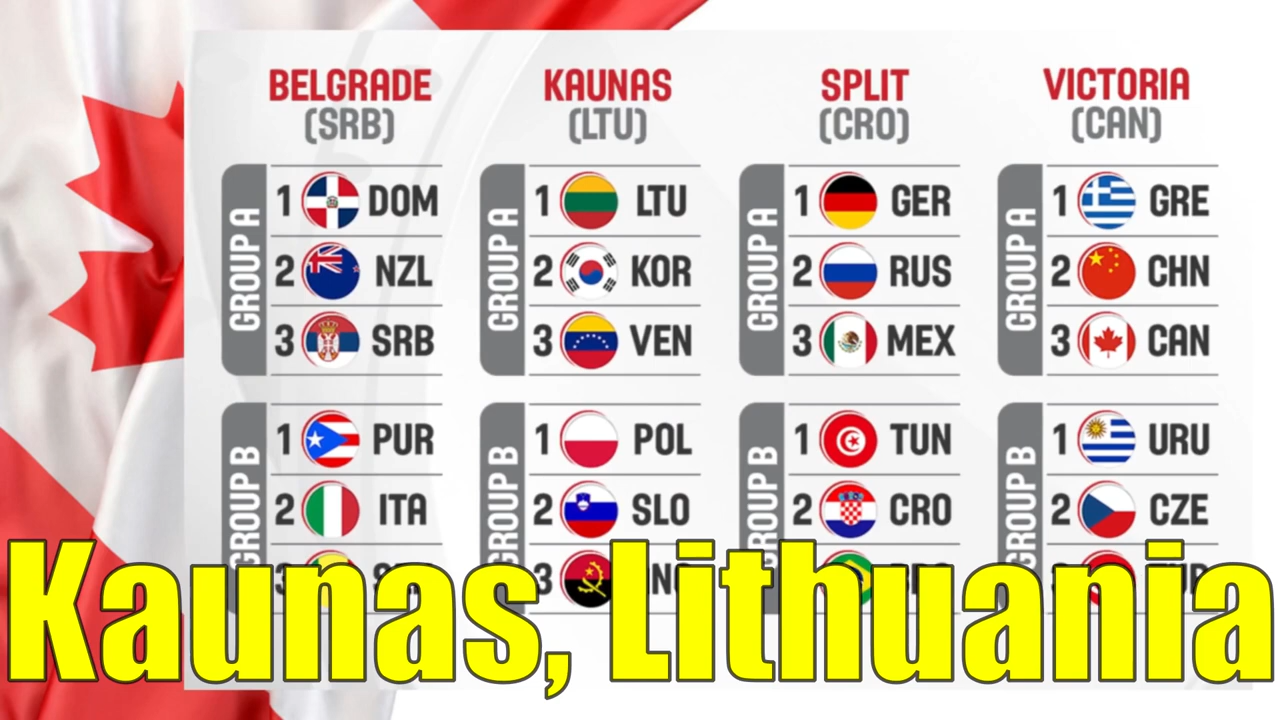 BELGRADE
(SRB)
GROUP A
1 DOM
2 NZL
3 SRB
GROUP B
1 PUR
2 ITA
3
KAUNAS
(LTU)
GROUP A
1 LTU
2 KOR
3 VEN
GROUP B
1 POL
2 SLO
3
SPLIT
(CRO)
GROUP A
1 GER
2 RUS
3 MEX
GROUP B
1 TUN
2 CRO
VICTORIA
(CAN)
GROUP A
1 GRE
2 CHN
3 CAN
GROUP B
1 URU
2 CZE
Kaunas, Lithuania